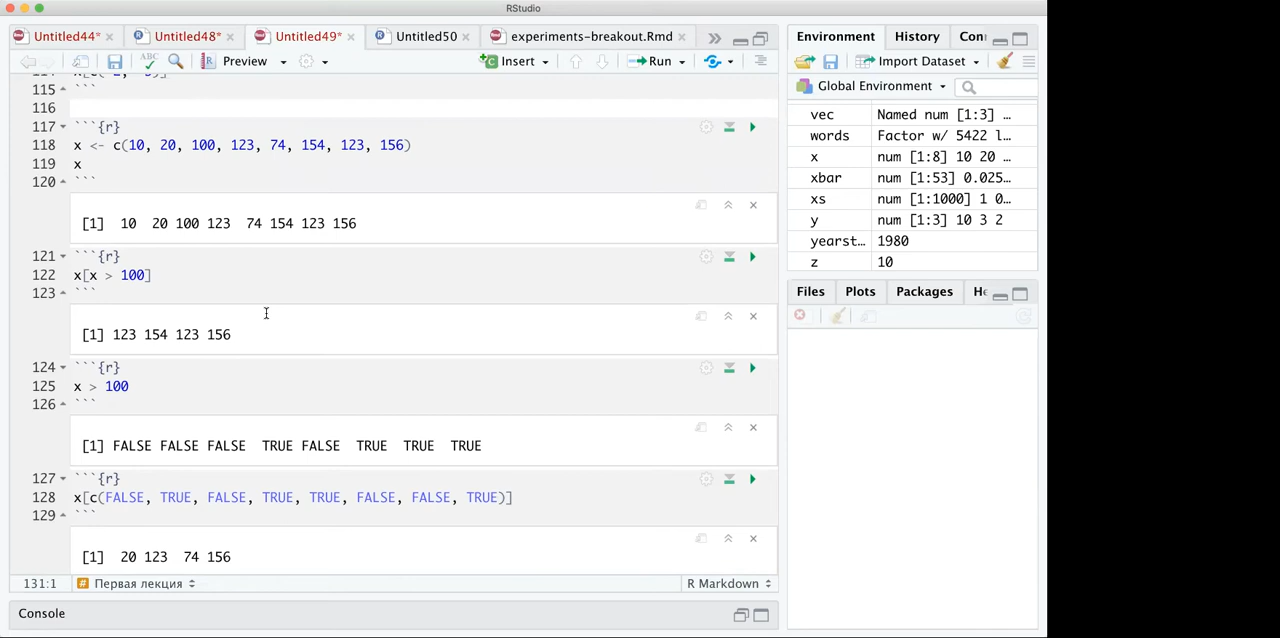 RStudio
Untitled44* × Untitled48* × Untitled49* × Untitled50 × experiments-breakout.Rmd ×
ABC Preview Insert Run
115 ```
116
117 ```{r}
118 x <- c(10, 20, 100, 123, 74, 154, 123, 156)
119 x
120 ```
[1]  10  20 100 123  74 154 123 156
121 ```{r}
122 x[x > 100]
123 ```
[1] 123 154 123 156
124 ```{r}
125 x > 100
126 ```
[1] FALSE FALSE FALSE  TRUE FALSE  TRUE  TRUE  TRUE
127 ```{r}
128 x[c(FALSE, TRUE, FALSE, TRUE, TRUE, FALSE, FALSE, TRUE)]
129 ```
[1]  20 123  74 156
131:1 # Первая лекция R Markdown
Console
Environment History Con
Import Dataset
Global Environment
vec Named num [1:3] …
words Factor w/ 5422 l…
x num [1:8] 10 20 …
xbar num [1:53] 0.025…
xs num [1:1000] 1 0…
y num [1:3] 10 3 2
yearst… 1980
z 10
Files Plots Packages He